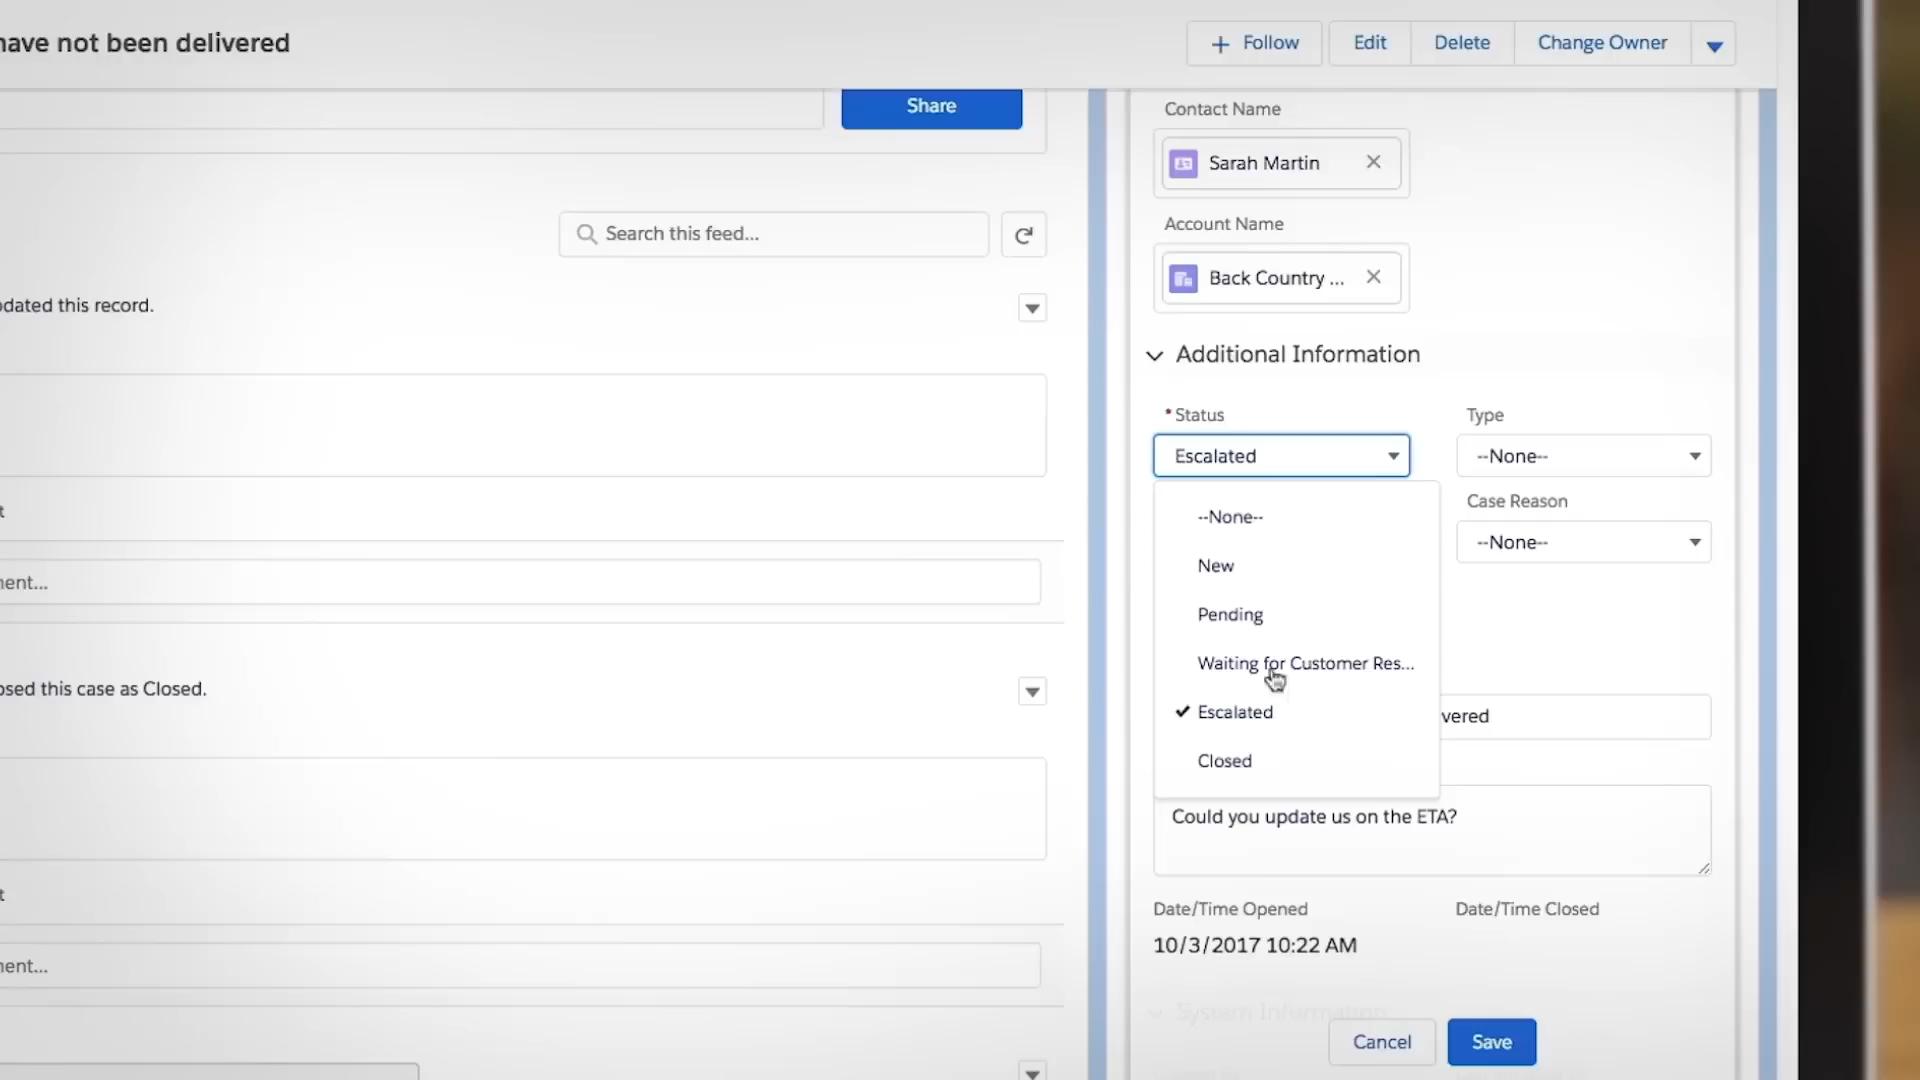 have not been delivered
Follow
Edit
Delete
Change Owner
Share
Search this feed...
dated this record.
t
ent...
sed this case as Closed.
t
ent...
Contact Name
Sarah Martin
Account Name
Back Country ...
Additional Information
* Status
Type
Escalated
--None--
Case Reason
--None--
--None--
New
Pending
Waiting for Customer Res...
Escalated
Closed
vered
Could you update us on the ETA?
Date/Time Opened
Date/Time Closed
10/3/2017 10:22 AM
System Information
Cancel
Save